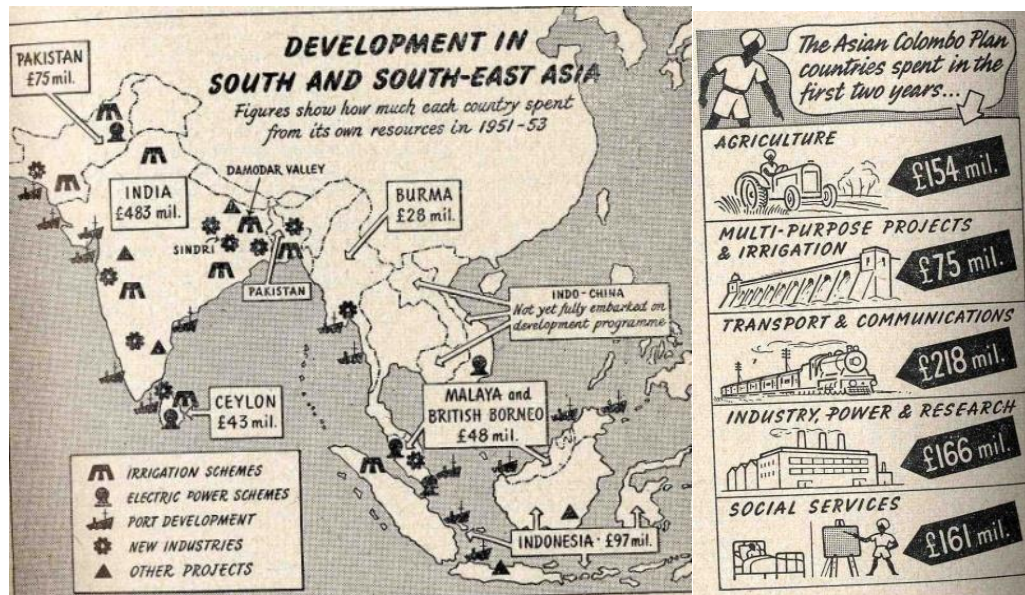 DEVELOPMENT IN
SOUTH AND SOUTH-EAST ASIA
Figures show how much each country spent
from its own resources in 1951-53
PAKISTAN
£75 mil.
INDIA
£483 mil.
DAMODAR VALLEY
SINDRI
PAKISTAN
BURMA
£28 mil.
INDO-CHINA
Not yet fully embarked on
development programme
CEYLON
£43 mil.
MALAYA and
BRITISH BORNEO
£48 mil.
INDONESIA · £97 mil.
IRRIGATION SCHEMES
ELECTRIC POWER SCHEMES
PORT DEVELOPMENT
NEW INDUSTRIES
OTHER PROJECTS
The Asian Colombo Plan
countries spent in the
first two years...
AGRICULTURE
£154 mil.
MULTI-PURPOSE PROJECTS
& IRRIGATION
£75 mil.
TRANSPORT & COMMUNICATIONS
£218 mil.
INDUSTRY, POWER & RESEARCH
£166 mil.
SOCIAL SERVICES
£161 mil.